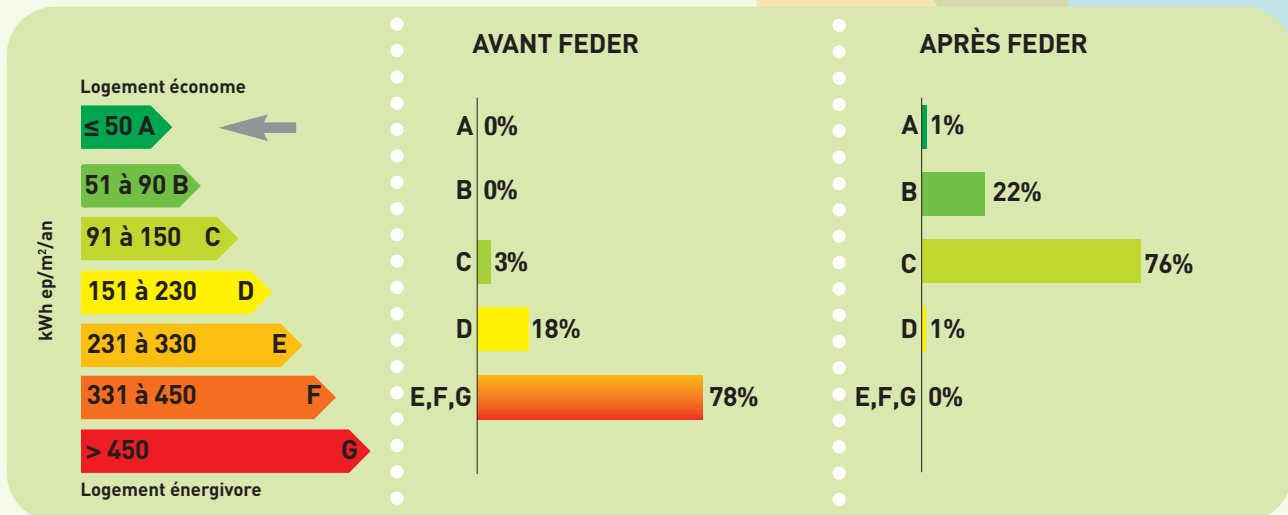 Logement économe
≤ 50 A
51 à 90 B
91 à 150 C
151 à 230 D
231 à 330 E
331 à 450 F
> 450 G
Logement énergivore
kWh ep/m²/an
AVANT FEDER
A 0%
B 0%
C 3%
D 18%
E,F,G 78%
APRÈS FEDER
A 1%
B 22%
C 76%
D 1%
E,F,G 0%